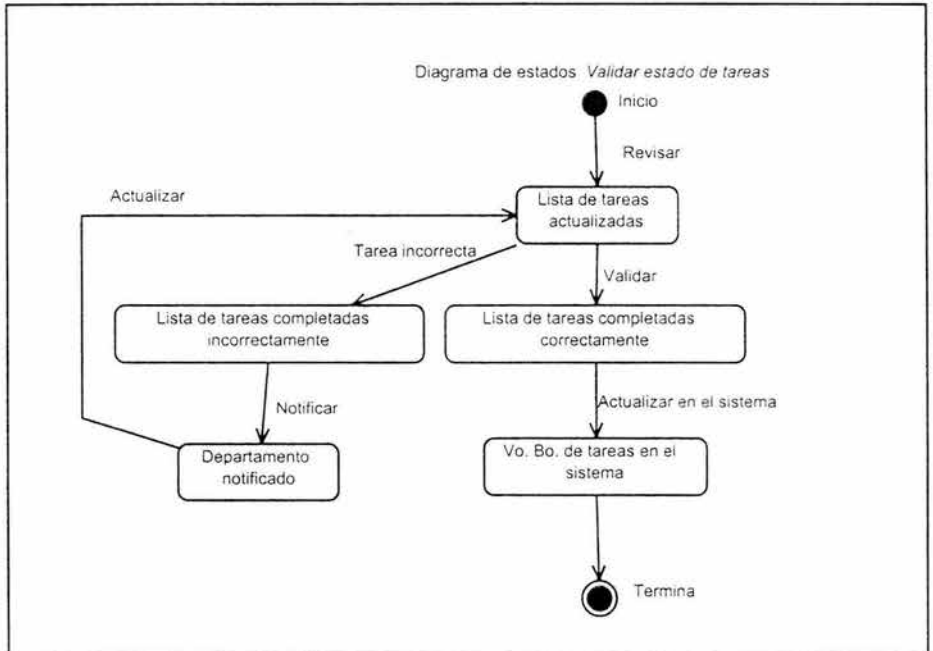 Diagrama de estados Validar estado de tareas
Inicio
Revisar
Actualizar
Lista de tareas
actualizadas
Tarea incorrecta
Validar
Lista de tareas completadas
incorrectamente
Lista de tareas completadas
correctamente
Notificar
Actualizar en el sistema
Departamento
notificado
Vo. Bo. de tareas en el
sistema
Termina